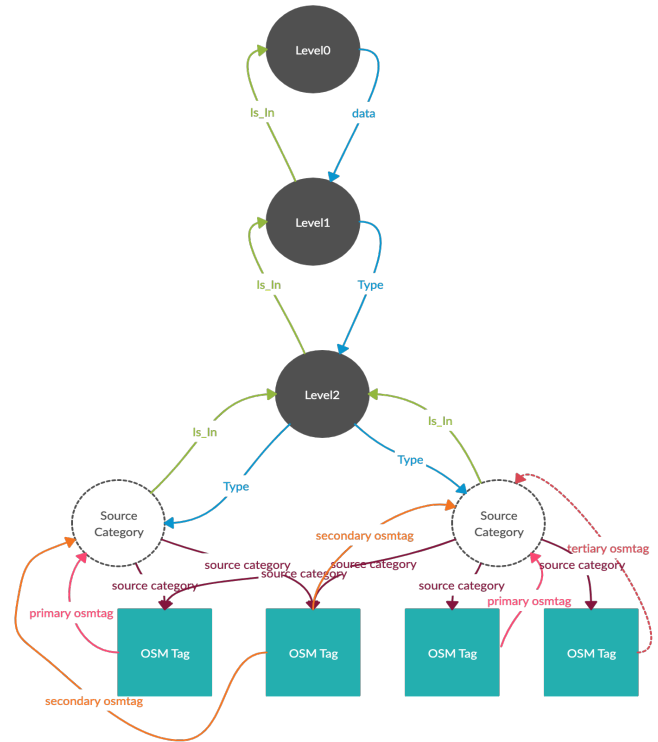 Level0
Is_In
data
Level1
Is_In
Type
Level2
Is_In
Is_In
Type
Type
Source
Category
Source
Category
secondary osmtag
tertiary osmtag
source category
source category
source category
source category
source category
source category
primary osmtag
primary osmtag
OSM Tag
OSM Tag
OSM Tag
OSM Tag
secondary osmtag